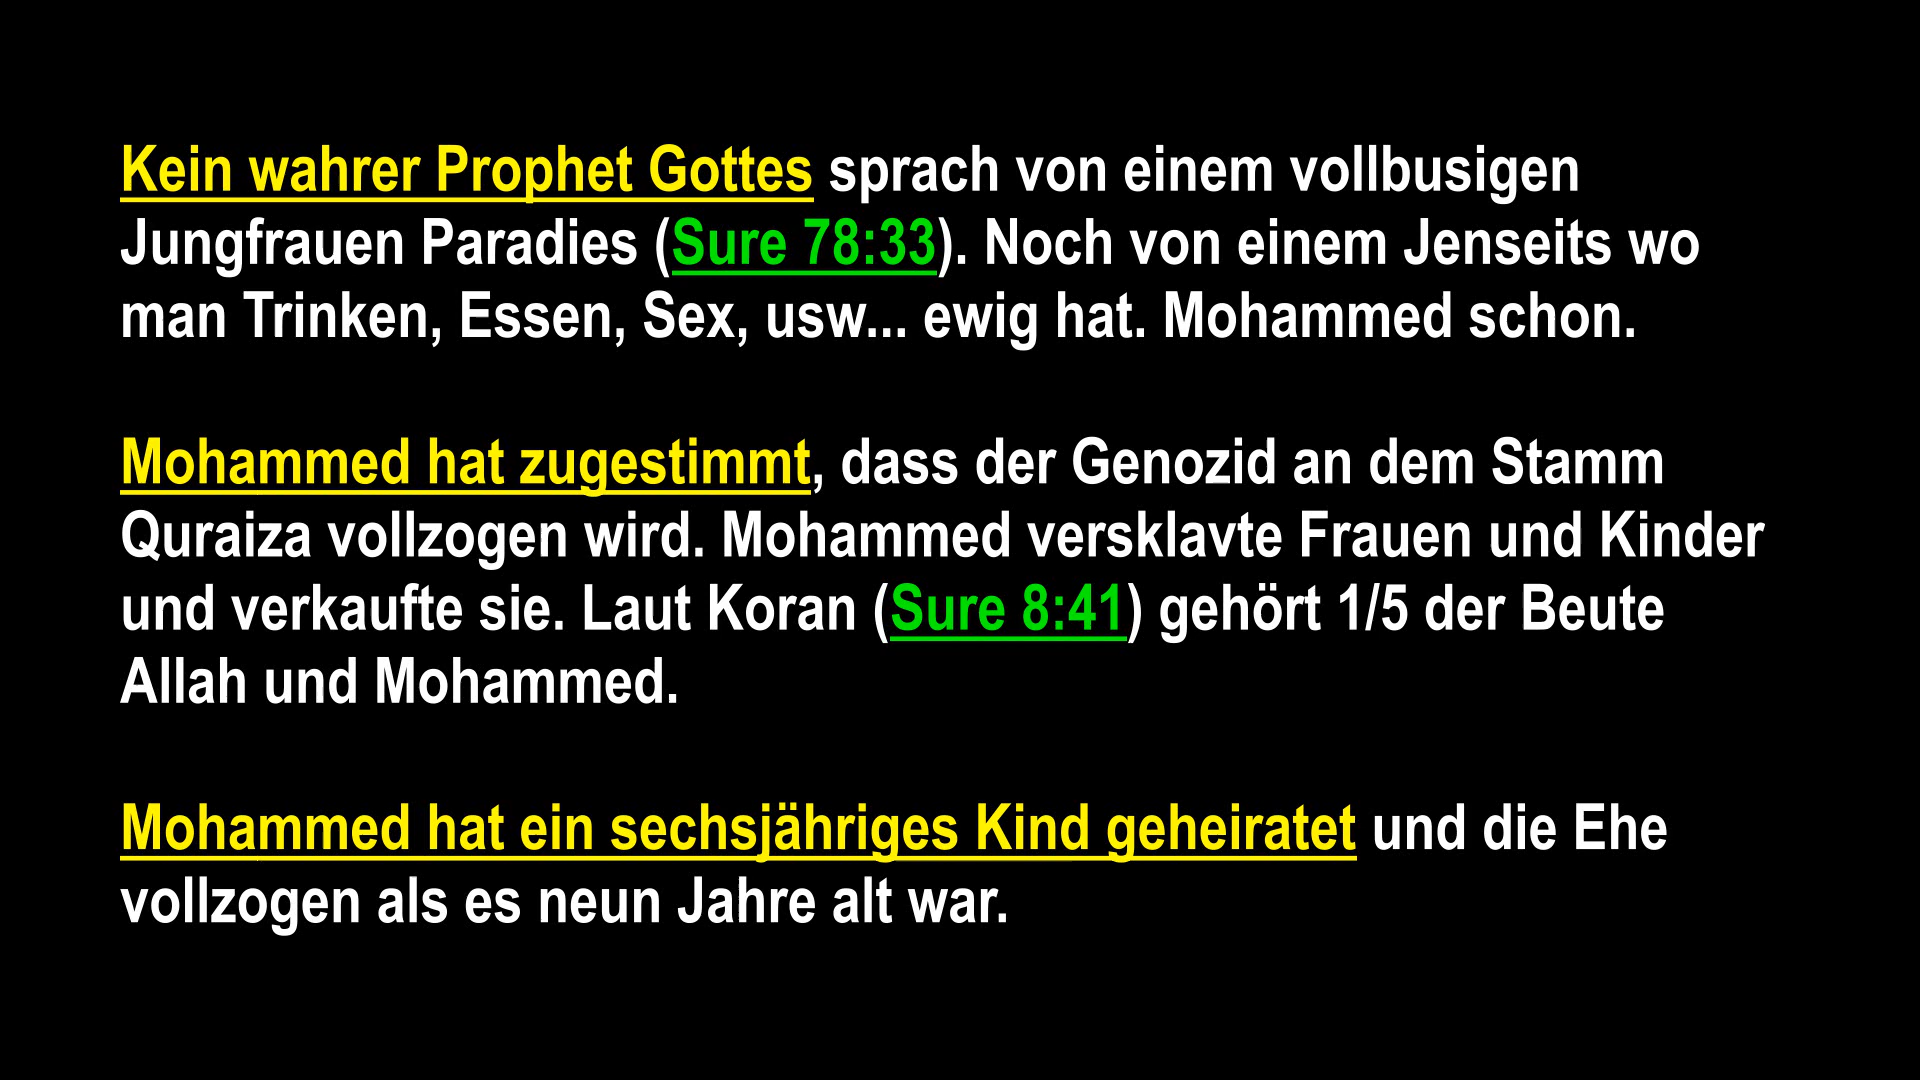 Kein wahrer Prophet Gottes sprach von einem vollbusigen
Jungfrauen Paradies (Sure 78:33). Noch von einem Jenseits wo
man Trinken, Essen, Sex, usw... ewig hat. Mohammed schon.
Mohammed hat zugestimmt, dass der Genozid an dem Stamm
Quraiza vollzogen wird. Mohammed versklavte Frauen und Kinder
und verkaufte sie. Laut Koran (Sure 8:41) gehört 1/5 der Beute
Allah und Mohammed.
Mohammed hat ein sechsjähriges Kind geheiratet und die Ehe
vollzogen als es neun Jahre alt war.